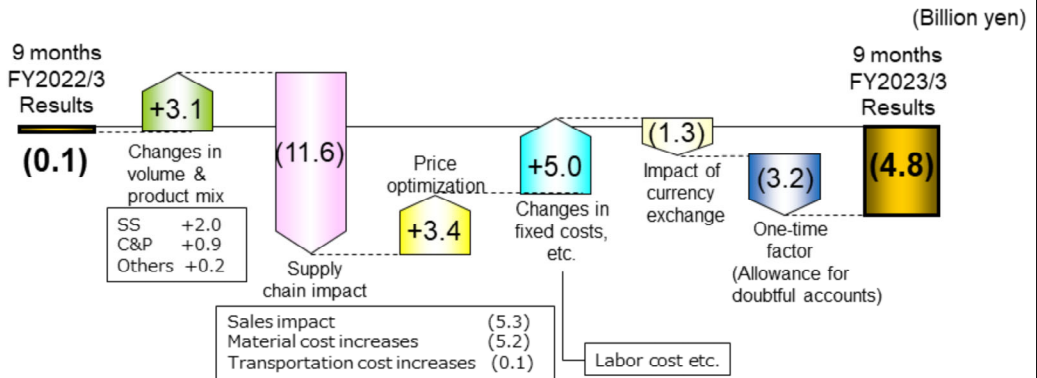 (Billion yen)
9 months
FY2022/3
Results
(0.1)
+3.1
Changes in
volume &
product mix
SS +2.0
C&P +0.9
Others +0.2
(11.6)
Supply
chain impact
Sales impact (5.3)
Material cost increases (5.2)
Transportation cost increases (0.1)
Price
optimization
+3.4
+5.0
Changes in
fixed costs,
etc.
Labor cost etc.
(1.3)
Impact of
currency
exchange
(3.2)
One-time
factor
(Allowance for
doubtful accounts)
9 months
FY2023/3
Results
(4.8)